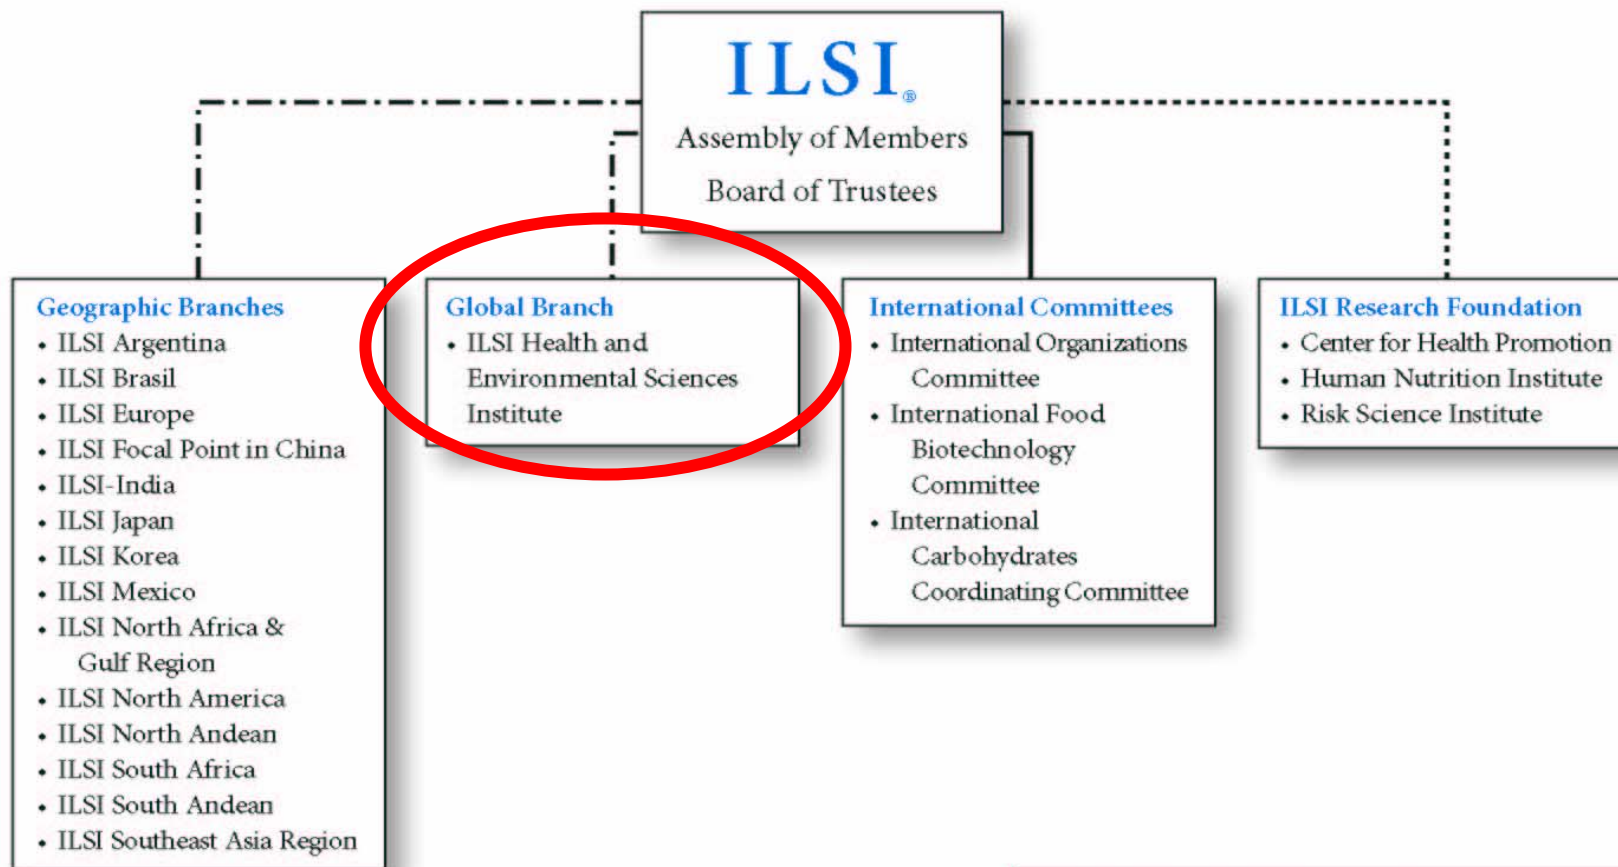 ILSI®
Assembly of Members
Board of Trustees
Geographic Branches
• ILSI Argentina
• ILSI Brasil
• ILSI Europe
• ILSI Focal Point in China
• ILSI-India
• ILSI Japan
• ILSI Korea
• ILSI Mexico
• ILSI North Africa &
Gulf Region
• ILSI North America
• ILSI North Andean
• ILSI South Africa
• ILSI South Andean
• ILSI Southeast Asia Region
Global Branch
• ILSI Health and
Environmental Sciences
Institute
International Committees
• International Organizations
Committee
• International Food
Biotechnology
Committee
• International
Carbohydrates
Coordinating Committee
ILSI Research Foundation
• Center for Health Promotion
• Human Nutrition Institute
• Risk Science Institute